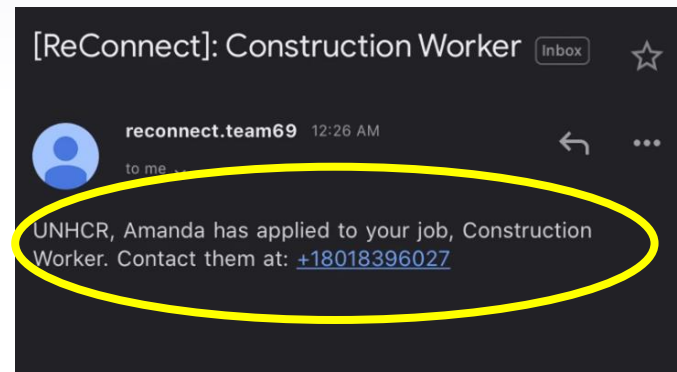 [ReConnect]: Construction Worker Inbox
reconnect.team69 12:26 AM
to me
UNHCR, Amanda has applied to your job, Construction
Worker. Contact them at: +18018396027